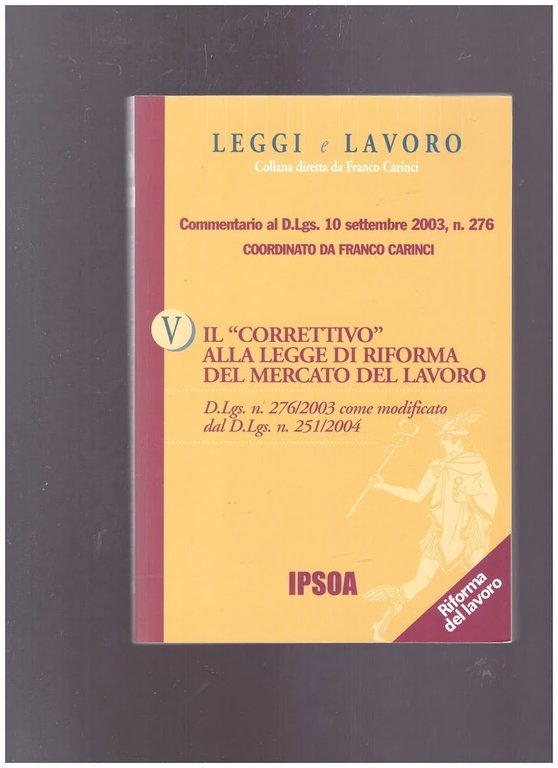 LEGGI e LAVORO
Collana diretta da Franco Carinci
Commentario al D.Lgs. 10 settembre 2003, n. 276
COORDINATO DA FRANCO CARINCI
V
IL “CORRETTIVO”
ALLA LEGGE DI RIFORMA
DEL MERCATO DEL LAVORO
D.Lgs. n. 276/2003 come modificato
dal D.Lgs. n. 251/2004
IPSOA
Riforma
del lavoro